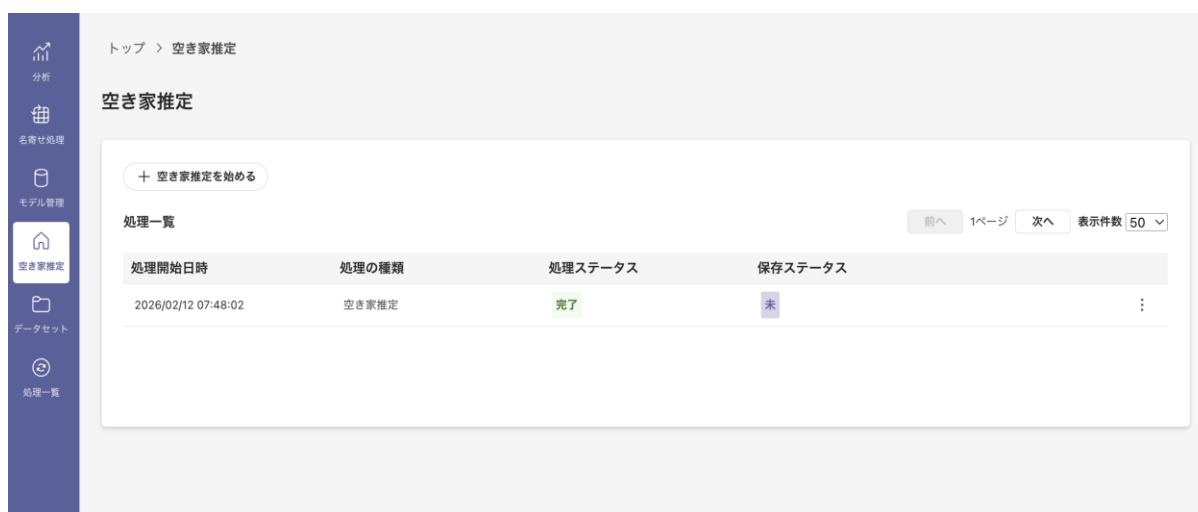 分析
名寄せ処理
モデル管理
空き家推定
データセット
処理一覧
トップ > 空き家推定
空き家推定
+ 空き家推定を始める
処理一覧
前へ 1ページ 次へ 表示件数 50
処理開始日時 処理の種類 処理ステータス 保存ステータス
2026/02/12 07:48:02 空き家推定 完了 未